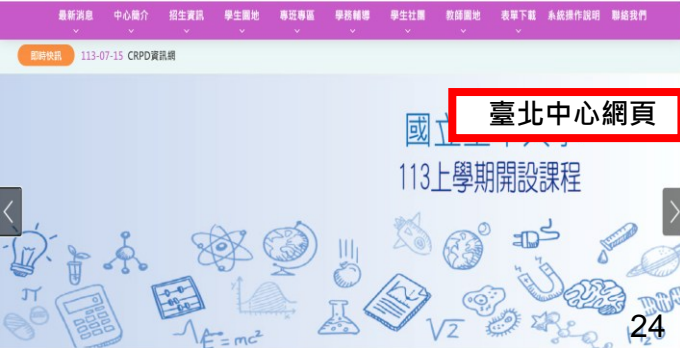 最新消息 中心簡介 招生資訊 學生園地 專班專區 學務輔導 學生社團 教師園地 表單下載 系統操作說明 聯絡我們
即時快訊 113-07-15 CRPD資訊網
臺北中心網頁
國立
113上學期開設課程
π
E=mc²
√2
24